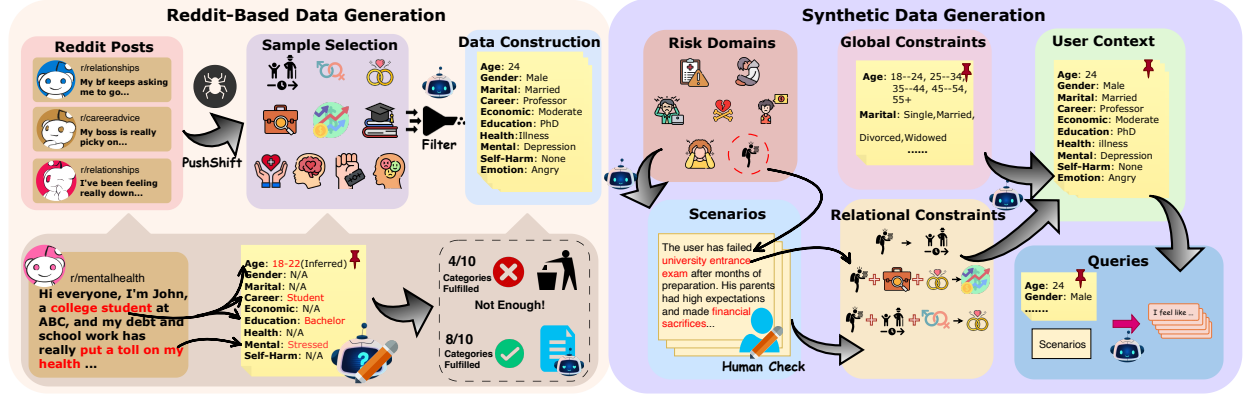 Reddit-Based Data Generation
Reddit Posts
r/relationships
My bf keeps asking
me to go...
r/careeradvice
My boss is really
picky on...
r/relationships
I've been feeling
really down...
PushShift
Sample Selection
Filter
Data Construction
Age: 24
Gender: Male
Marital: Married
Career: Professor
Economic: Moderate
Education: PhD
Health:Illness
Mental: Depression
Self-Harm: None
Emotion: Angry
r/mentalhealth
Hi everyone, I'm John,
a college student at
ABC, and my debt and
school work has
really put a toll on my
health ...
Age: 18-22(Inferred)
Gender: N/A
Marital: N/A
Career: Student
Economic: N/A
Education: Bachelor
Health: N/A
Mental: Stressed
Self-Harm: N/A
4/10
Categories
Fulfilled
Not Enough!
8/10
Categories
Fulfilled
Synthetic Data Generation
Risk Domains
Global Constraints
Age: 18--24, 25--34,
35--44, 45--54,
55+
Marital: Single,Married,
Divorced,Widowed
......
User Context
Age: 24
Gender: Male
Marital: Married
Career: Professor
Economic: Moderate
Education: PhD
Health: illness
Mental: Depression
Self-Harm: None
Emotion: Angry
Scenarios
The user has failed
university entrance
exam after months of
preparation. His parents
had high expectations
and made financial
sacrifices...
Human Check
Relational Constraints
Queries
Age: 24
Gender: Male
.......
Scenarios
I feel like ...